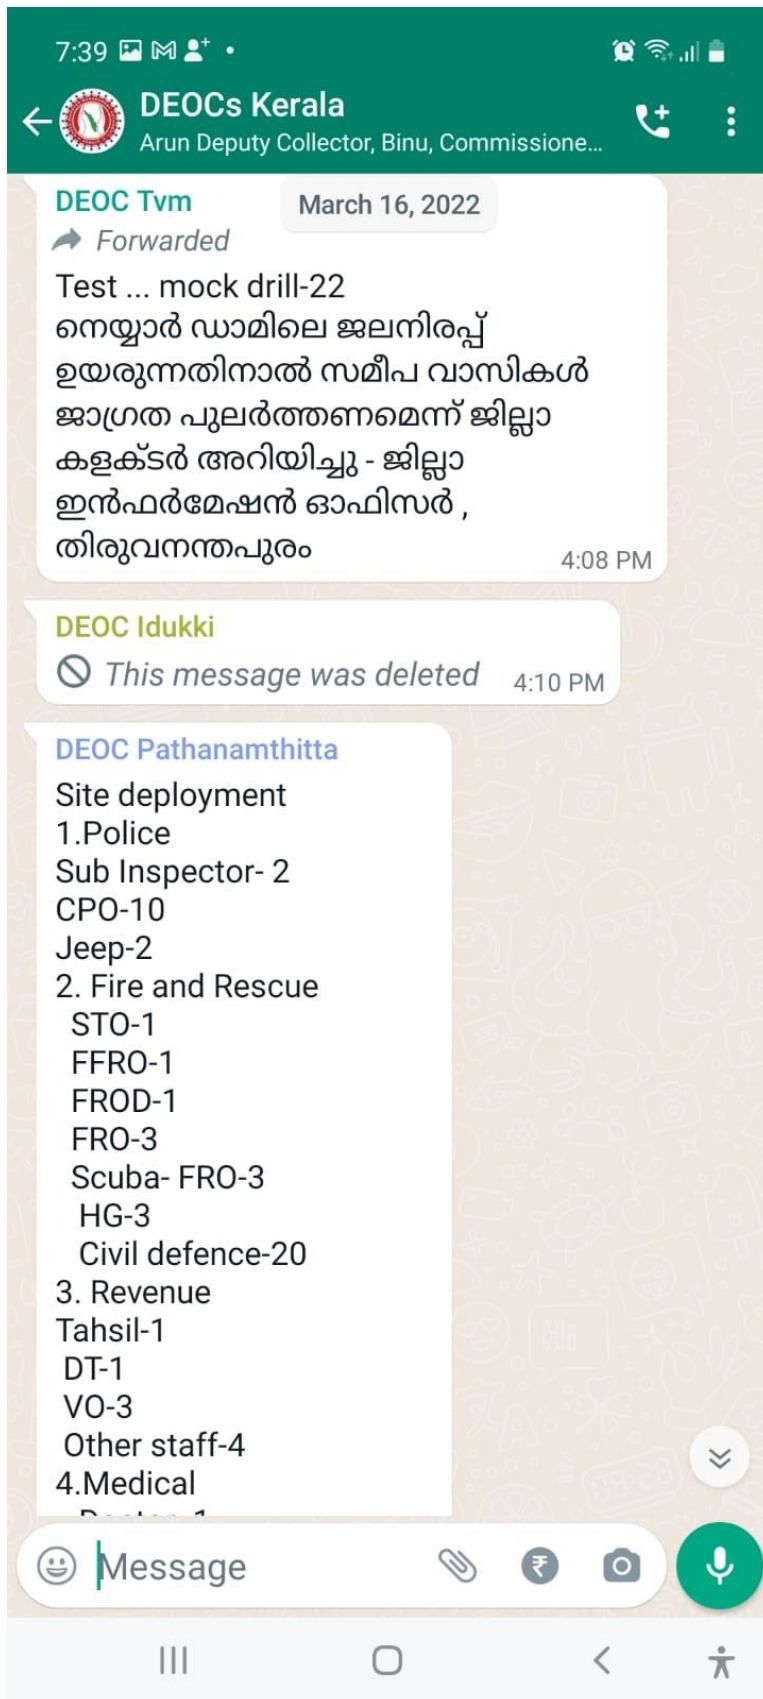 7:39
DEOCs Kerala
Arun Deputy Collector, Binu, Commissione...
March 16, 2022
DEOC Tvm
Forwarded
Test ... mock drill-22
നെയ്യാർ ഡാമിലെ ജലനിരപ്പ്
ഉയരുന്നതിനാൽ സമീപ വാസികൾ
ജാഗ്രത പുലർത്തണമെന്ന് ജില്ലാ
കളക്ടർ അറിയിച്ചു - ജില്ലാ
ഇൻഫർമേഷൻ ഓഫിസർ ,
തിരുവനന്തപുരം
4:08 PM
DEOC Idukki
This message was deleted
4:10 PM
DEOC Pathanamthitta
Site deployment
1.Police
Sub Inspector- 2
CPO-10
Jeep-2
2. Fire and Rescue
STO-1
FFRO-1
FROD-1
FRO-3
Scuba- FRO-3
HG-3
Civil defence-20
3. Revenue
Tahsil-1
DT-1
VO-3
Other staff-4
4.Medical
Message